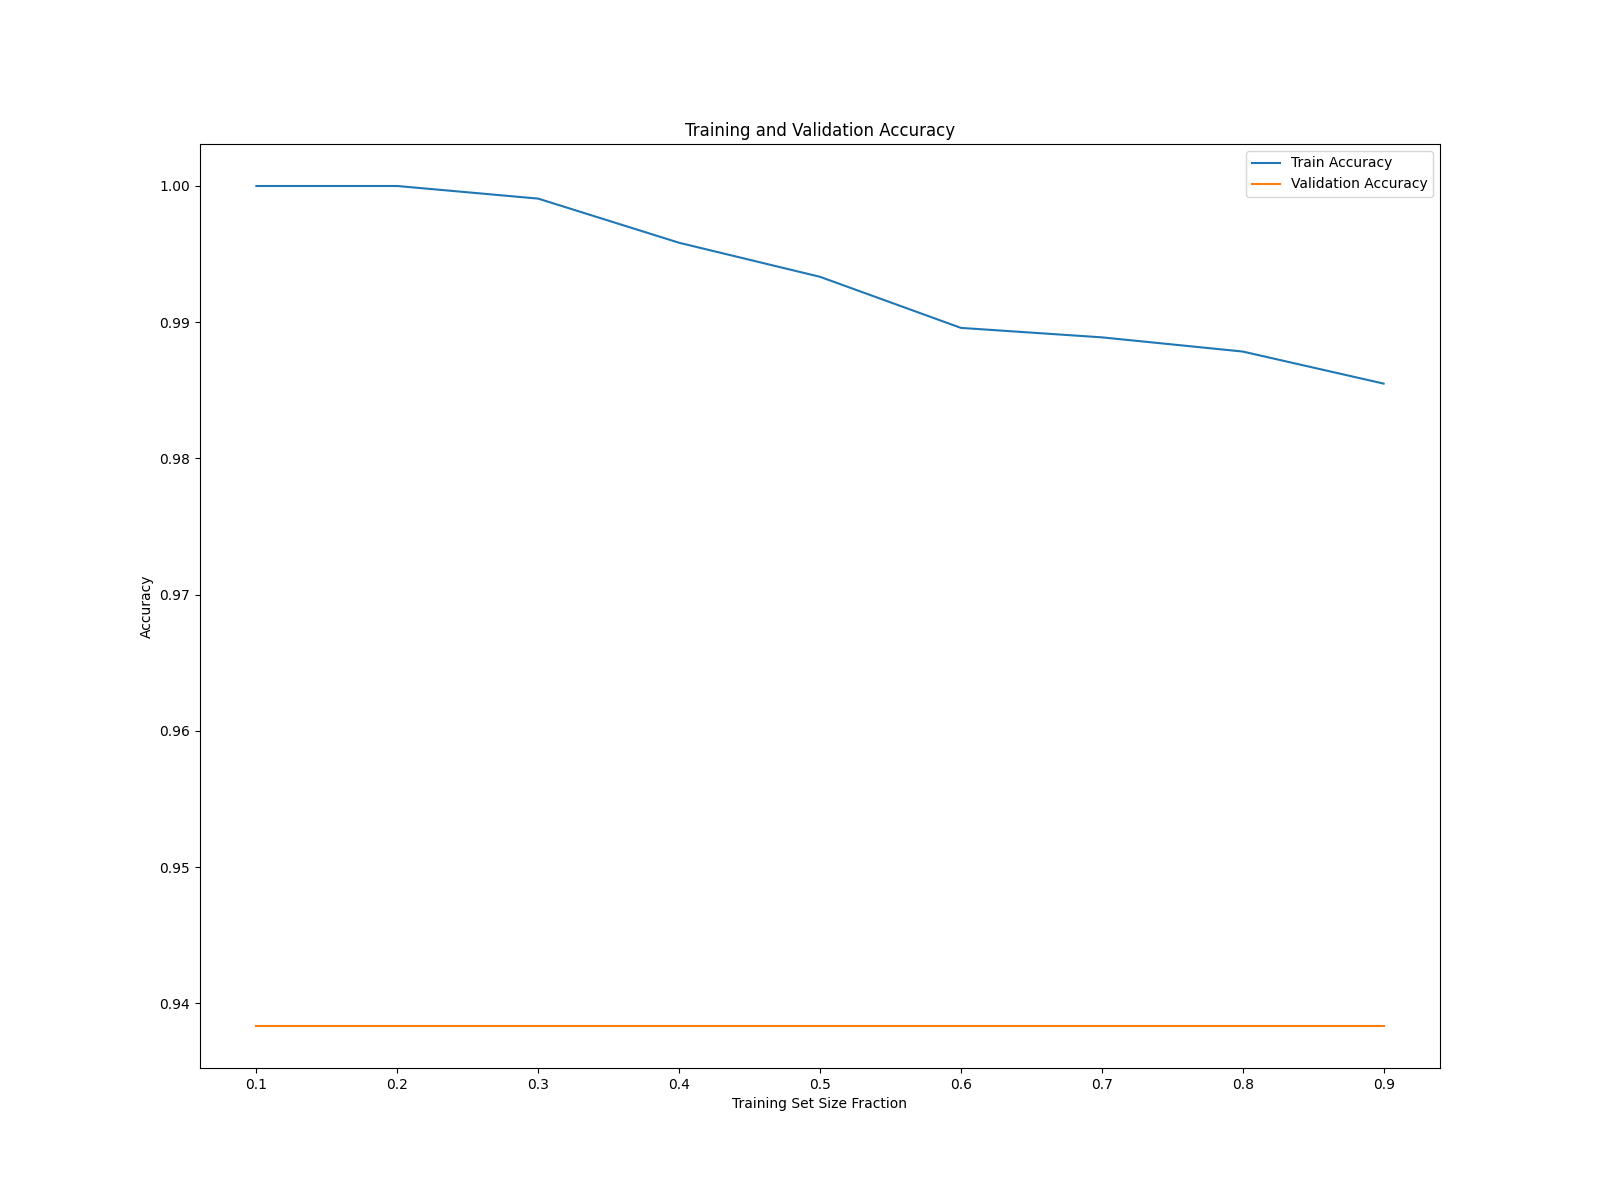 Training and Validation Accuracy
Train Accuracy
Validation Accuracy
1.00
0.99
0.98
0.97
0.96
0.95
0.94
Accuracy
0.1 0.2 0.3 0.4 0.5 0.6 0.7 0.8 0.9
Training Set Size Fraction